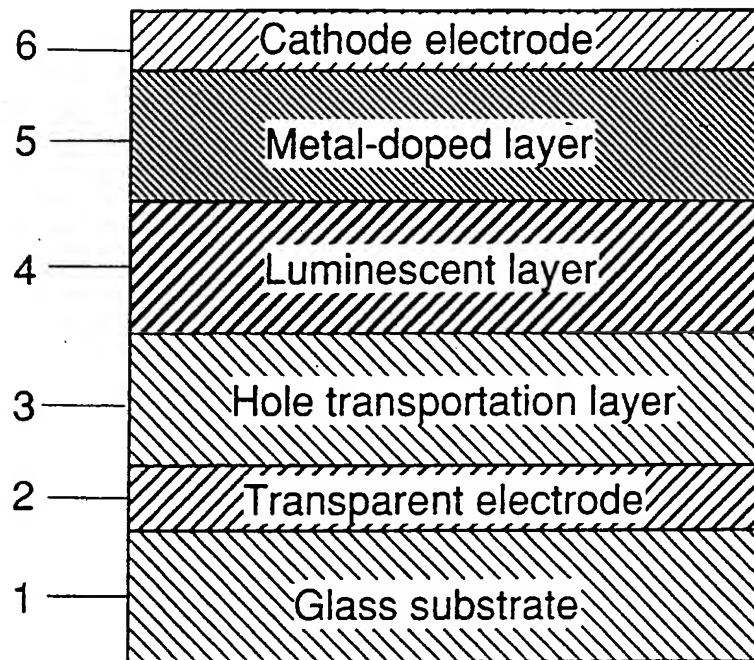 6 Cathode electrode
5 Metal-doped layer
4 Luminescent layer
3 Hole transportation layer
2 Transparent electrode
1 Glass substrate